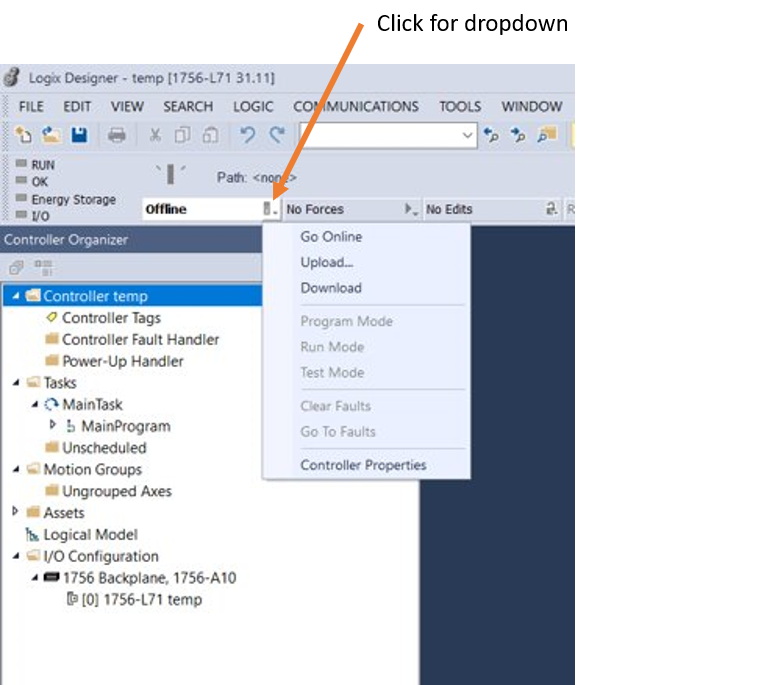 Click for dropdown
Logix Designer - temp [1756-L71 31.11]
FILE EDIT VIEW SEARCH LOGIC COMMUNICATIONS TOOLS WINDOW
RUN
OK
Energy Storage
I/O
Path: <none>
Offline No Forces No Edits
Controller Organizer
Go Online
Upload...
Download
Program Mode
Run Mode
Test Mode
Clear Faults
Go To Faults
Controller Properties
Controller temp
Controller Tags
Controller Fault Handler
Power-Up Handler
Tasks
MainTask
MainProgram
Unscheduled
Motion Groups
Ungrouped Axes
Assets
Logical Model
I/O Configuration
1756 Backplane, 1756-A10
[0] 1756-L71 temp